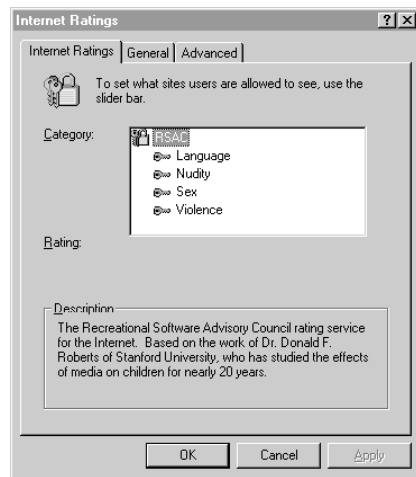 Internet Ratings
Internet Ratings General Advanced
To set what sites users are allowed to see, use the
slider bar.
Category:
RSAC
Language
Nudity
Sex
Violence
Rating:
Description
The Recreational Software Advisory Council rating service
for the Internet. Based on the work of Dr. Donald F.
Roberts of Stanford University, who has studied the effects
of media on children for nearly 20 years.
OK Cancel Apply